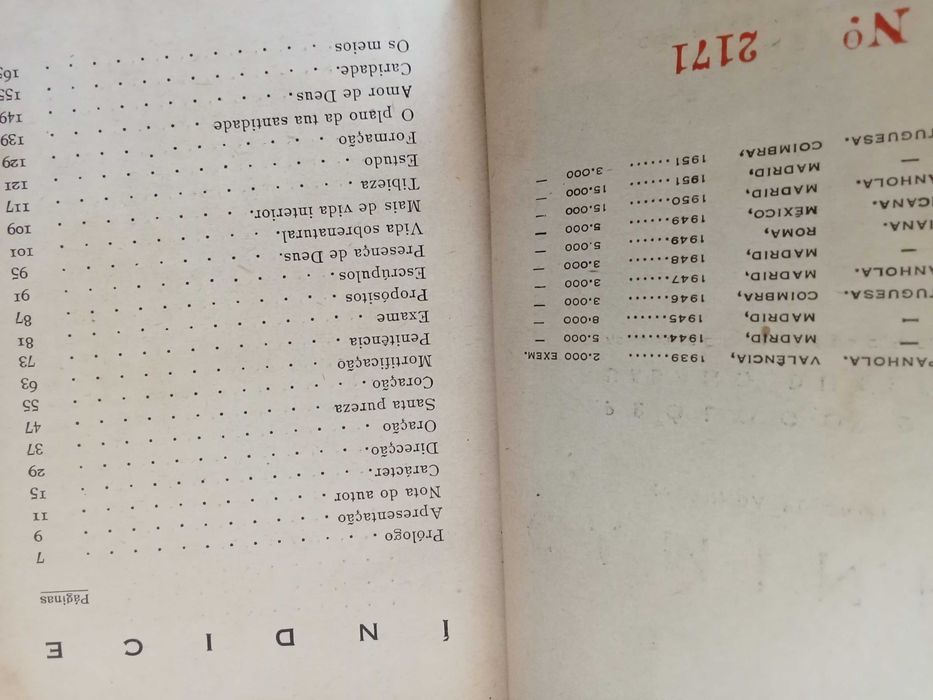 PANHOLA. VALÊNCIA, 1939...... 2.000 EXEM.
— MADRID, 1944...... 5.000 —
— MADRID, 1945...... 8.000 —
TUGUESA. COIMBRA, 1946...... 3.000 —
ANHOLA. MADRID, 1947...... 3.000 —
— MADRID, 1948...... 3.000 —
IANA. ROMA, 1949...... 5.000 —
ICANA. MÉXICO, 1949...... 5.000 —
ANHOLA. MADRID, 1950...... 15.000 —
— MADRID, 1951...... 15.000 —
TUGUESA. COIMBRA, 1951...... 3.000 —
Nº 2171
ÍNDICE
Páginas
Prólogo 7
Apresentação 9
Nota do autor 11
Carácter. 15
Direcção. 29
Oração 37
Santa pureza 47
Coração 55
Mortificação 63
Penitência 73
Exame 81
Propósitos 87
Escrúpulos 91
Presença de Deus. 95
Vida sobrenatural. 101
Mais de vida interior. 109
Tibieza 117
Estudo 121
Formação 129
O plano da tua santidade 139
Amor de Deus. 149
Caridade. 155
Os meios 165